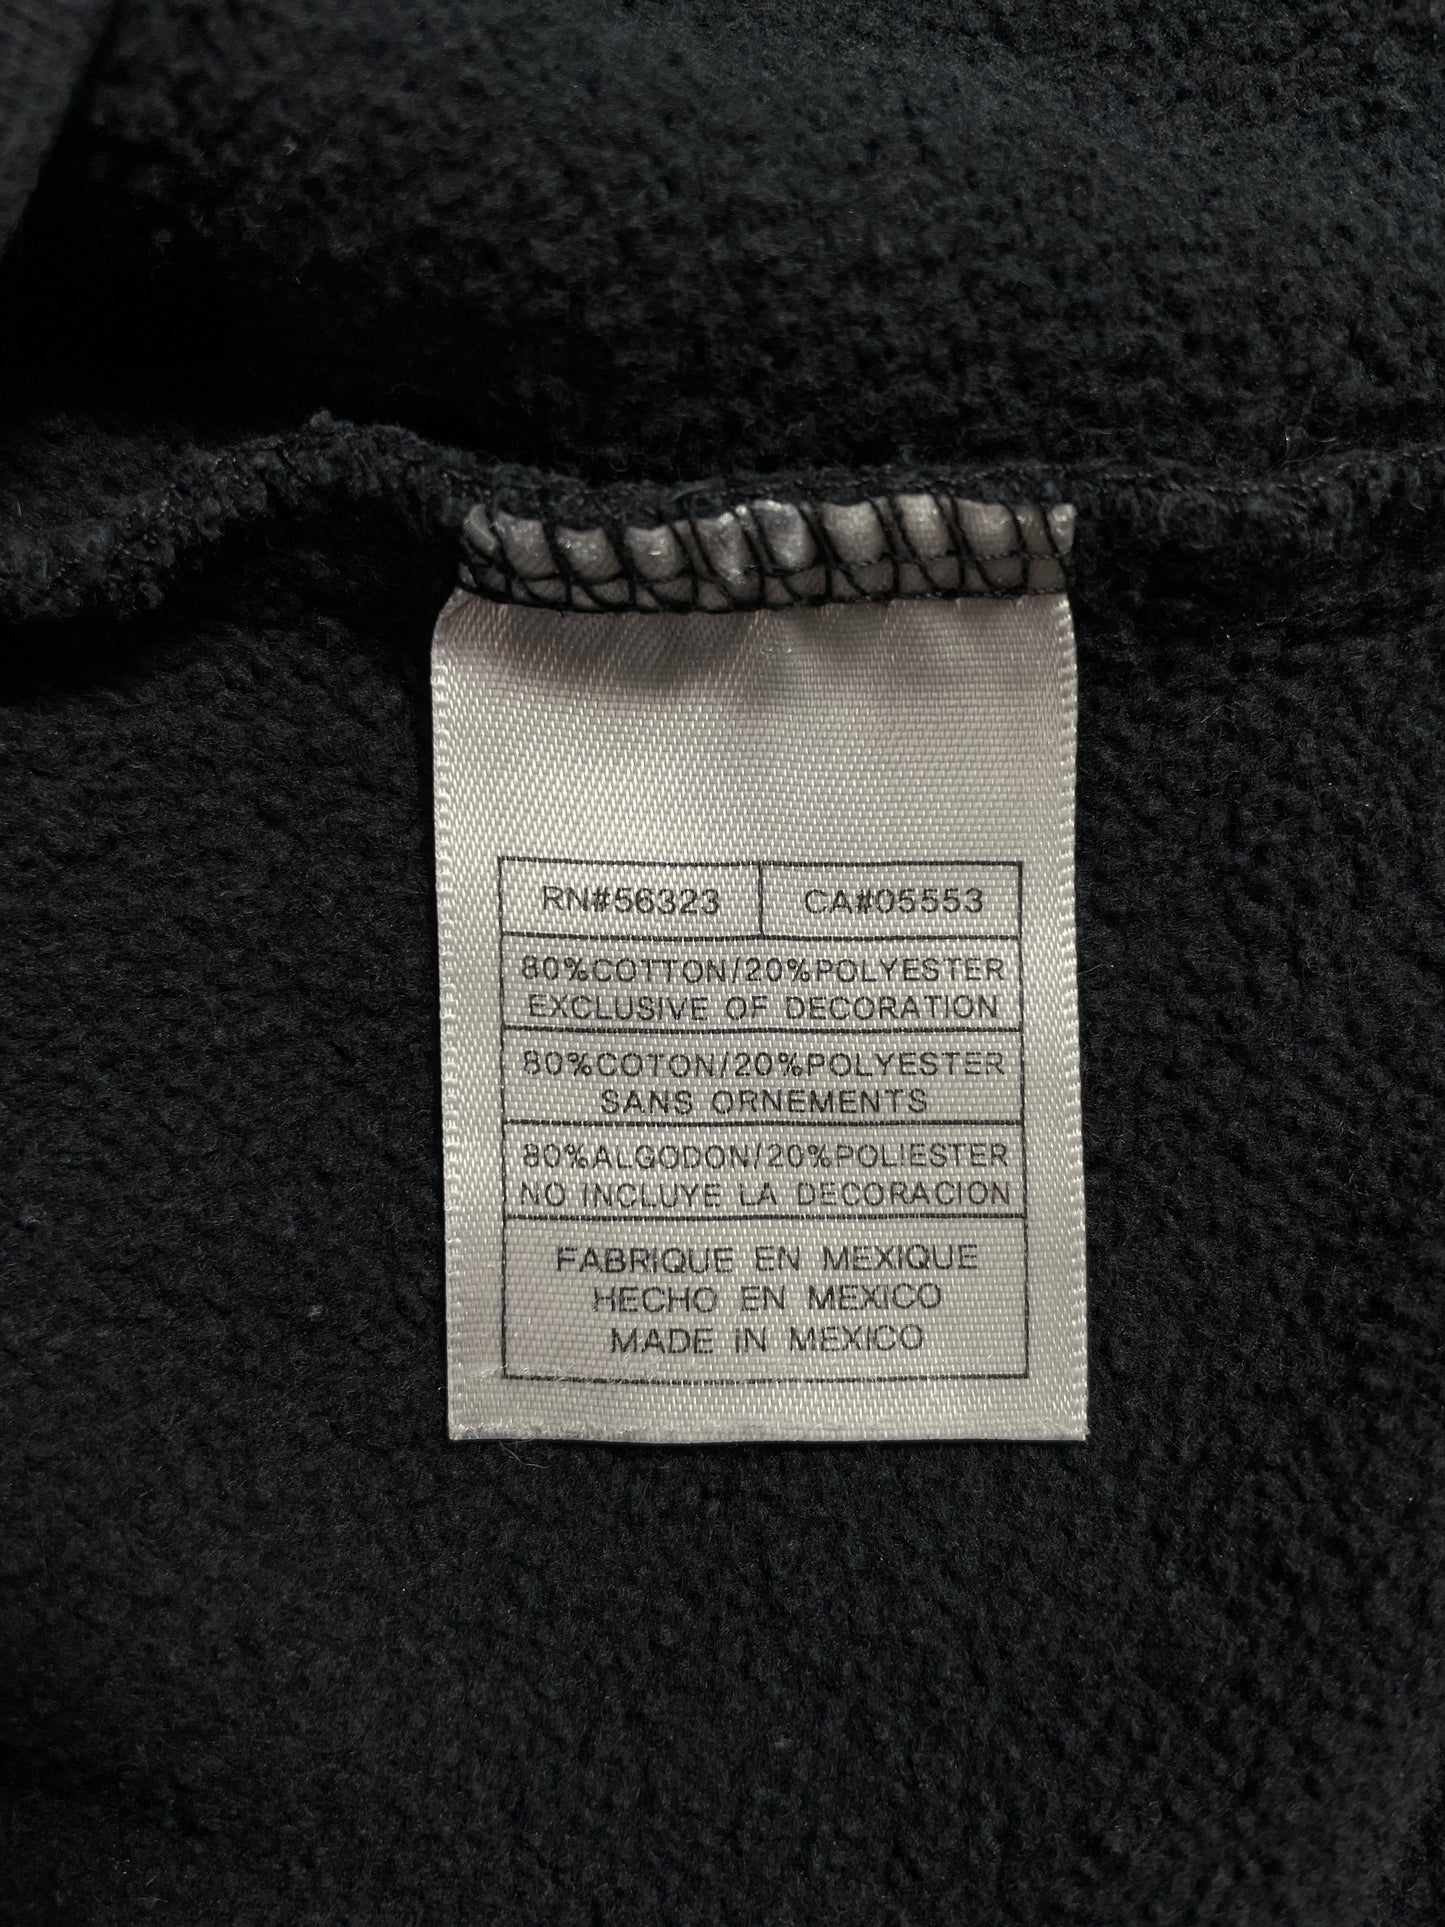 RN#56323 CA#05553
80%COTTON/20%POLYESTER
EXCLUSIVE OF DECORATION
80%COTON/20%POLYESTER
SANS ORNEMENTS
80%ALGODON/20%POLIESTER
NO INCLUYE LA DECORACION
FABRIQUE EN MEXIQUE
HECHO EN MEXICO
MADE IN MEXICO